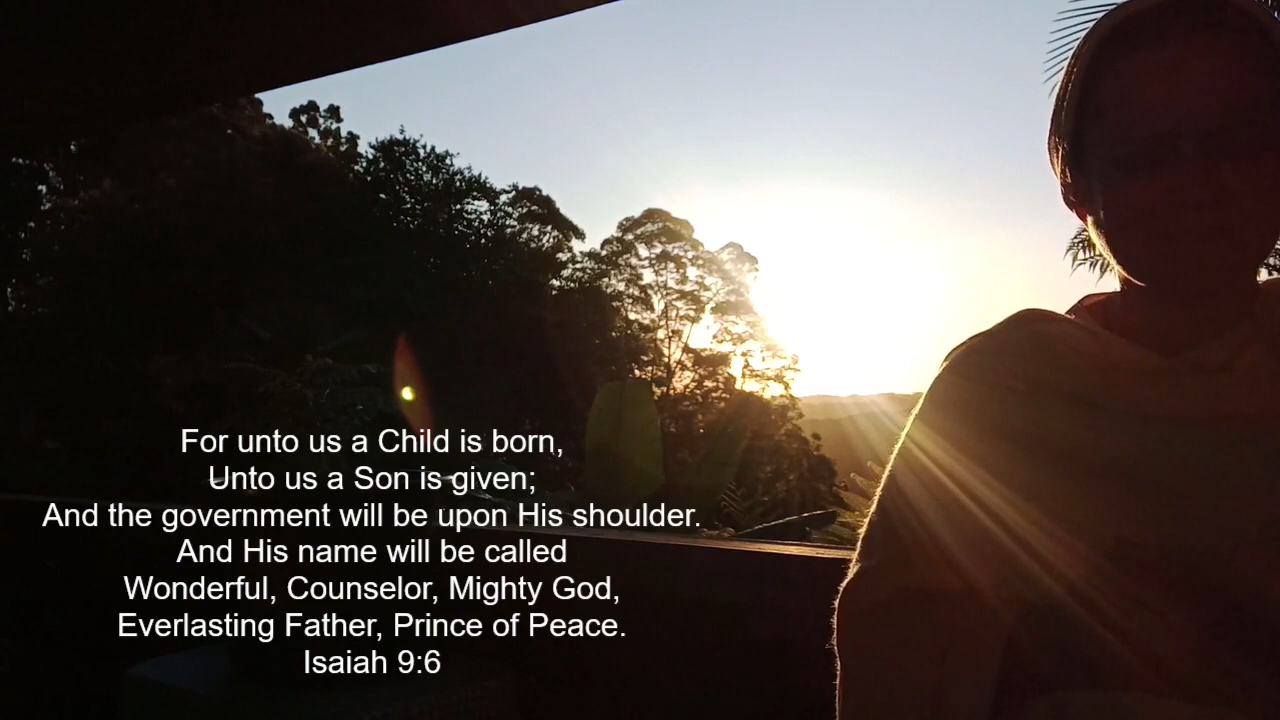 For unto us a Child is born,
Unto us a Son is given;
And the government will be upon His shoulder.
And His name will be called
Wonderful, Counselor, Mighty God,
Everlasting Father, Prince of Peace.
Isaiah 9:6